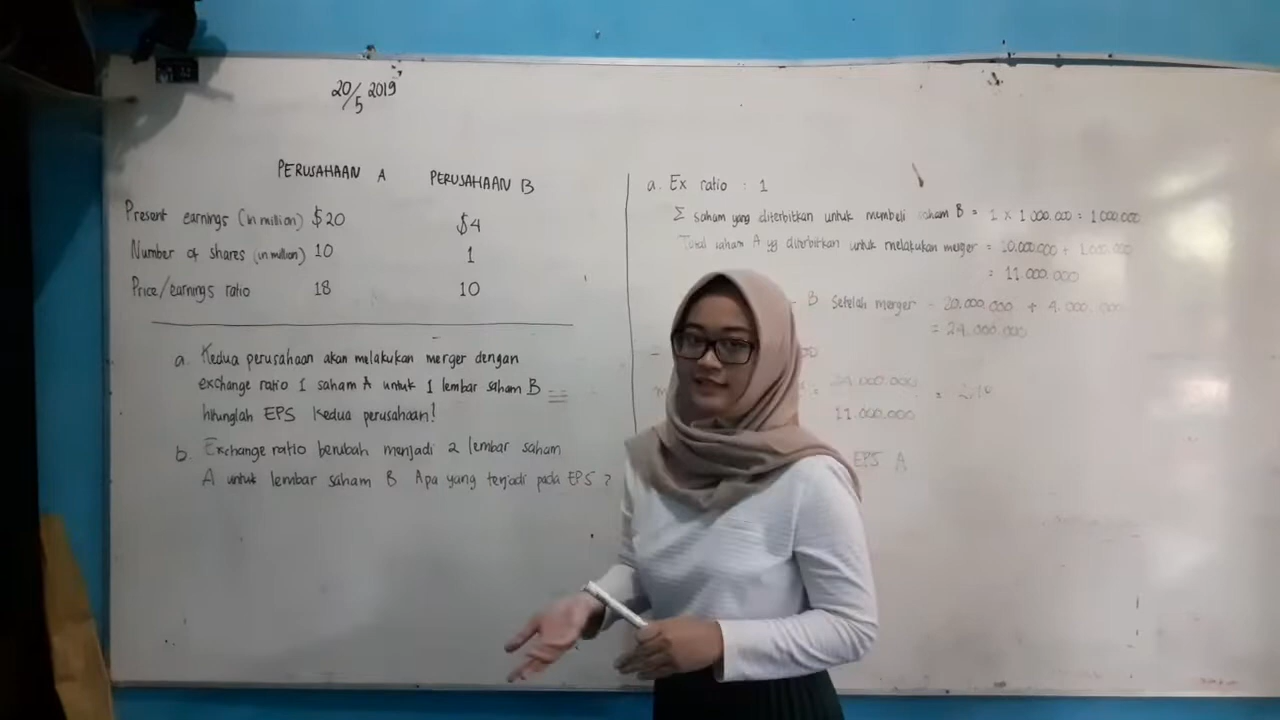 20/5 2019
PERUSAHAAN A PERUSAHAAN B
Present earnings (in million) $20 $4
Number of shares (in million) 10 1
Price/earnings ratio 18 10
a. Kedua perusahaan akan melakukan merger dengan
exchange ratio 1 saham A untuk 1 lembar saham B
hitunglah EPS kedua perusahaan!
b. Exchange ratio berubah menjadi 2 lembar saham
A untuk lembar saham B Apa yang terjadi pada EPS ?
a. Ex ratio : 1
Σ saham yang diterbitkan untuk membeli saham B = 1 x 1.000.000 = 1.000.000
Total saham A yg diterbitkan untuk melakukan merger = 10.000.000 + 1.000.000
= 11.000.000
- B Setelah merger = 20.000.000 + 4.000.000
= 24.000.000
= 24.000.000 =
11.000.000
EPS A